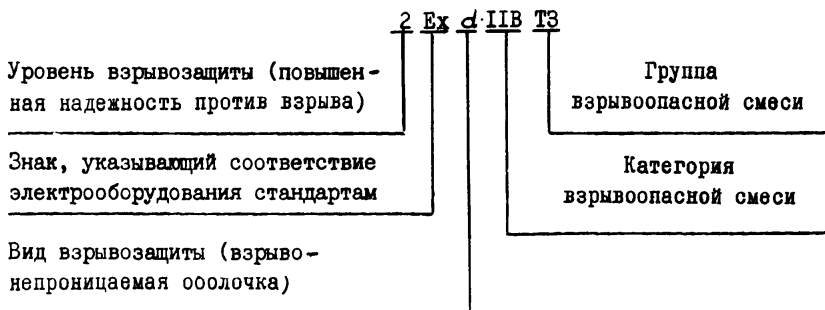 2 Ex d·IIB T3
Уровень взрывозащиты (повышен-
ная надежность против взрыва)
Знак, указывающий соответствие
электрооборудования стандартам
Вид взрывозащиты (взрыво-
непроницаемая оболочка)
Группа
взрывоопасной смеси
Категория
взрывоопасной смеси